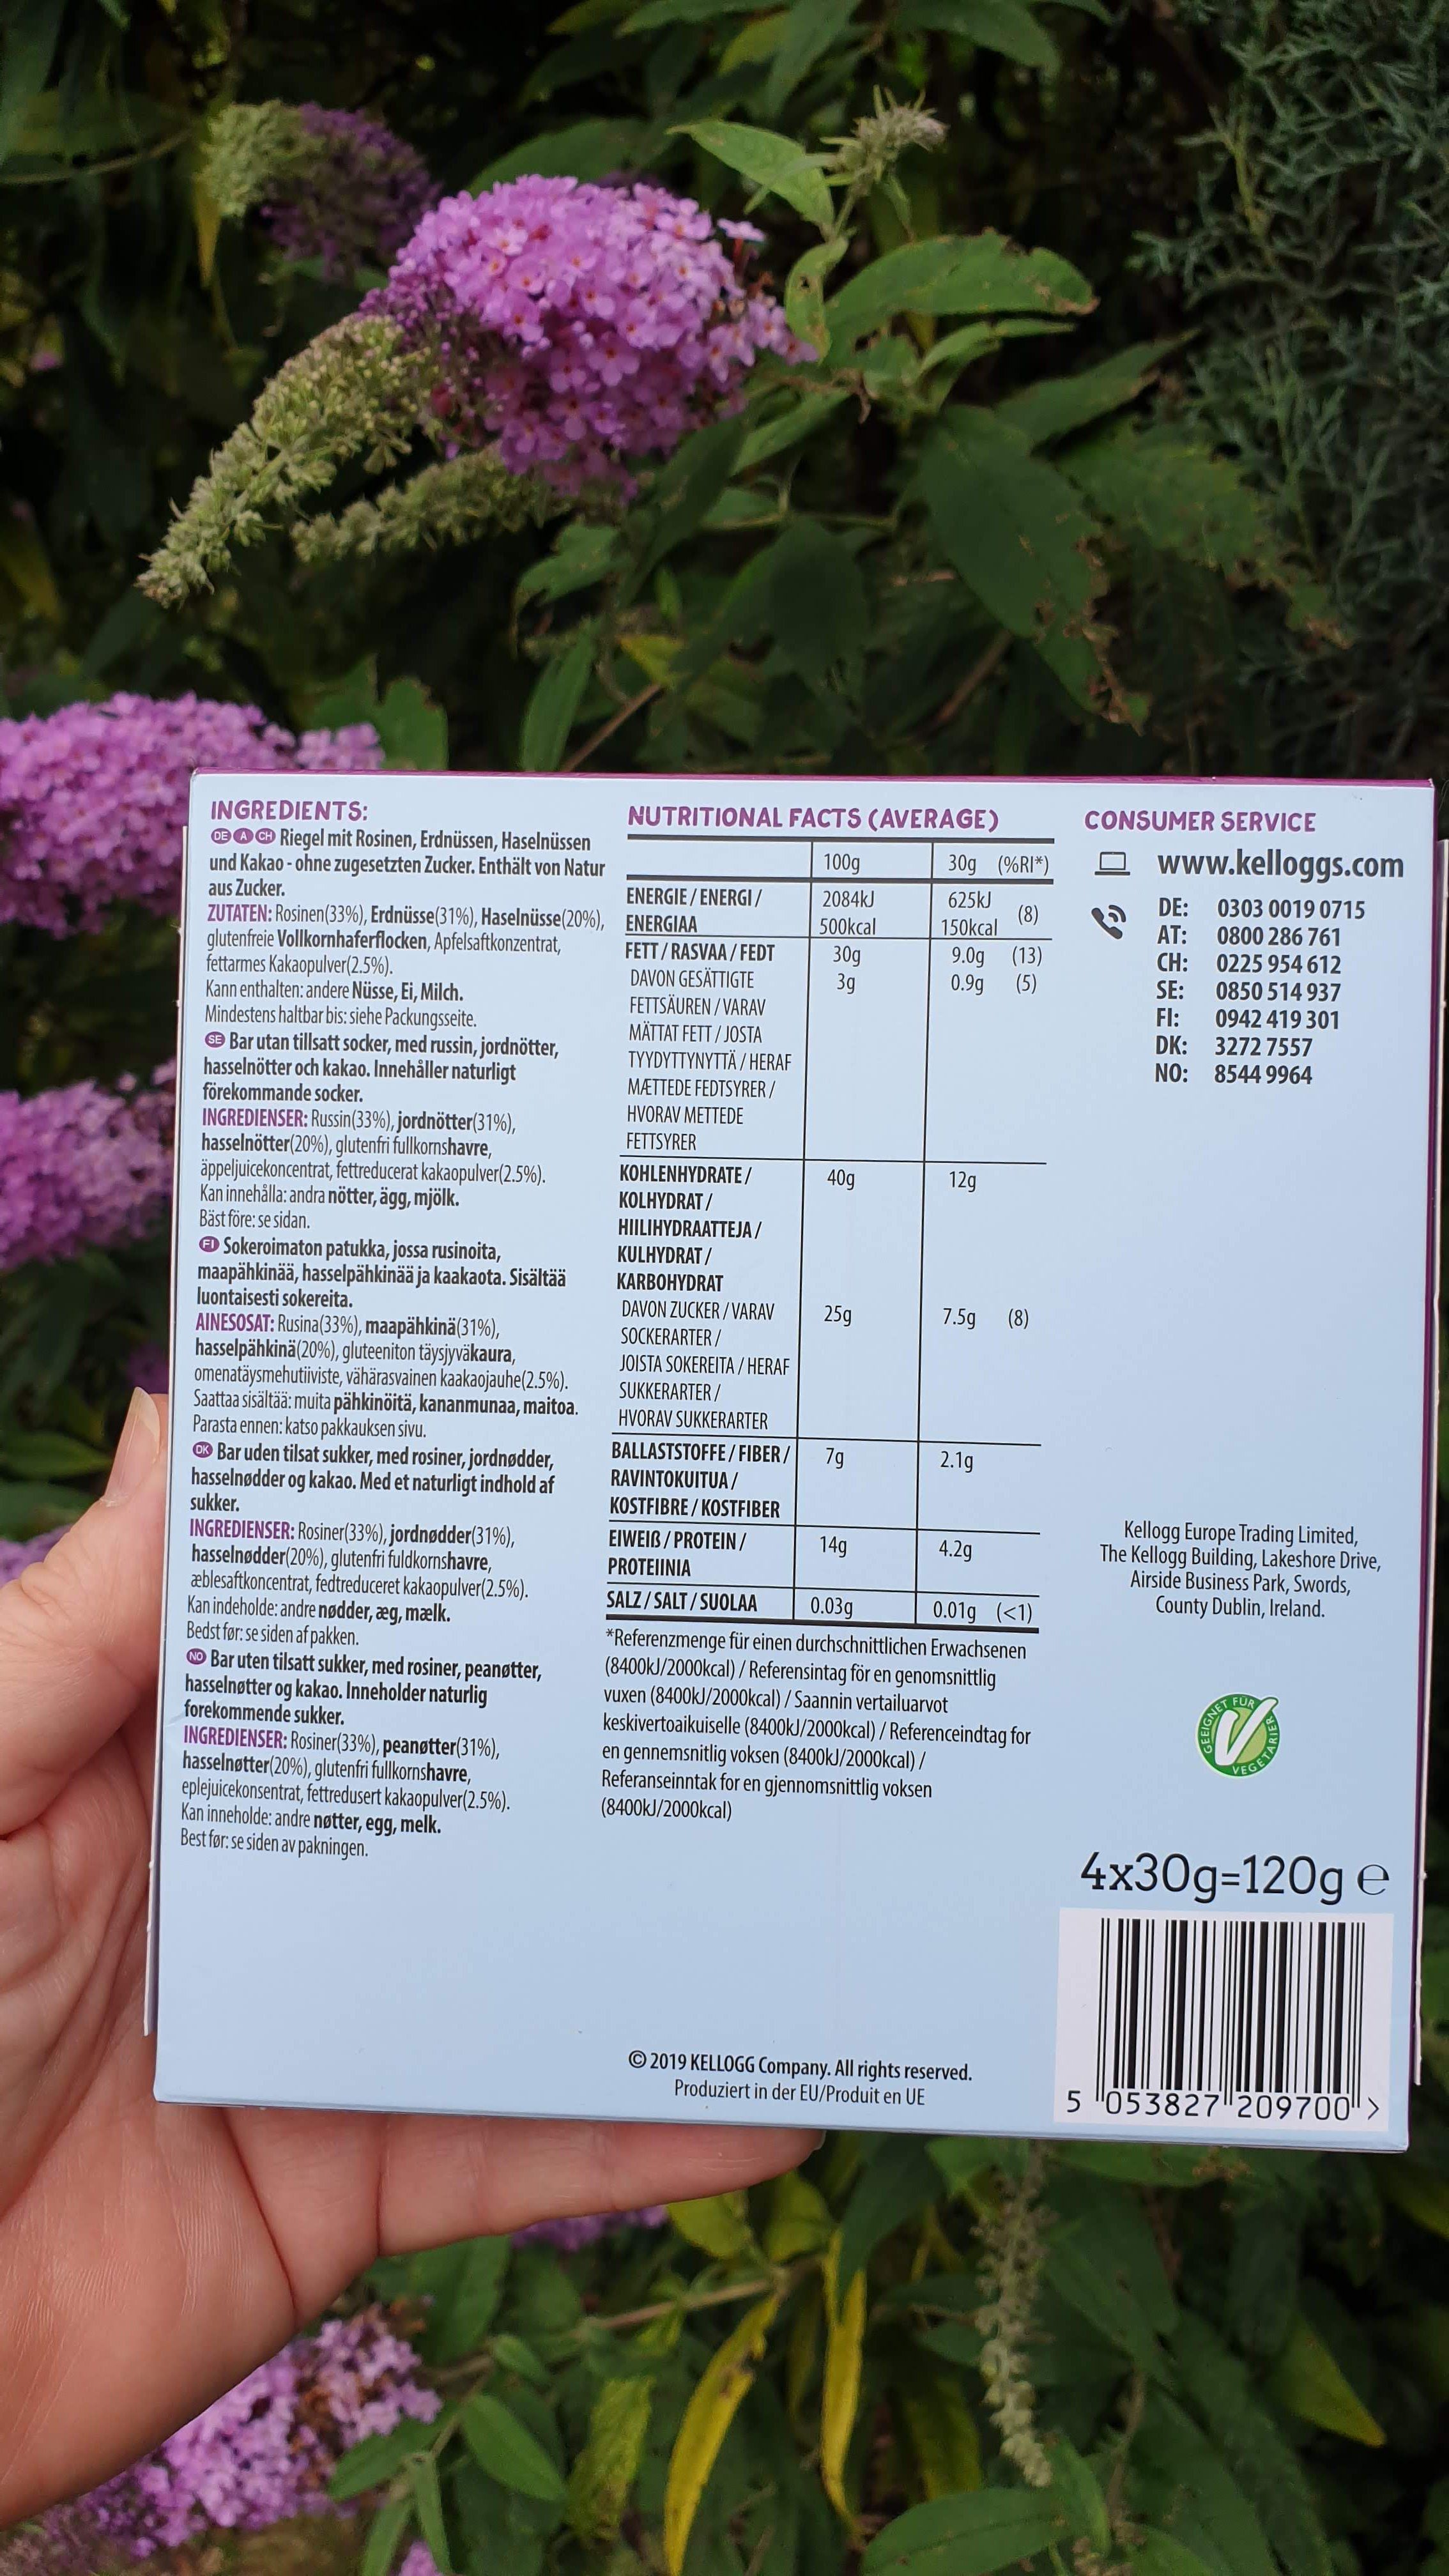 INGREDIENTS:
DE A CH Riegel mit Rosinen, Erdnüssen, Haselnüssen
und Kakao - ohne zugesetzten Zucker. Enthält von Natur
aus Zucker.
ZUTATEN: Rosinen(33%), Erdnüsse(31%), Haselnüsse(20%),
glutenfreie Vollkornhaferflocken, Apfelsaftkonzentrat,
fettarmes Kakaopulver(2.5%).
Kann enthalten: andere Nüsse, Ei, Milch.
Mindestens haltbar bis: siehe Packungsseite.
SE Bar utan tillsatt socker, med russin, jordnötter,
hasselnötter och kakao. Innehåller naturligt
förekommande socker.
INGREDIENSER: Russin(33%), jordnötter(31%),
hasselnötter(20%), glutenfri fullkornshavre,
äppeljuicekoncentrat, fettreducerat kakaopulver(2.5%).
Kan innehålla: andra nötter, ägg, mjölk.
Bäst före: se sidan.
FI Sokeroimaton patukka, jossa rusinoita,
maapähkinää, hasselpähkinää ja kaakaota. Sisältää
luontaisesti sokereita.
AINESOSAT: Rusina(33%), maapähkinä(31%),
hasselpähkinä(20%), gluteeniton täysjyväkaura,
omenatäysmehutiiviste, vähärasvainen kaakaojauhe(2.5%).
Saattaa sisältää: muita pähkinöitä, kananmunaa, maitoa.
Parasta ennen: katso pakkauksen sivu.
DK Bar uden tilsat sukker, med rosiner, jordnødder,
hasselnødder og kakao. Med et naturligt indhold af
sukker.
INGREDIENSER: Rosiner(33%), jordnødder(31%),
hasselnødder(20%), glutenfri fuldkornshavre,
æblesaftkoncentrat, fedtreduceret kakaopulver(2.5%).
Kan indeholde: andre nødder, æg, mælk.
Bedst før: se siden af pakken.
NO Bar uten tilsatt sukker, med rosiner, peanøtter,
hasselnøtter og kakao. Inneholder naturlig
forekommende sukker.
INGREDIENSER: Rosiner(33%), peanøtter(31%),
hasselnøtter(20%), glutenfri fullkornshavre,
eplejuicekonsentrat, fettredusert kakaopulver(2.5%).
Kan inneholde: andre nøtter, egg, melk.
Best før: se siden av pakningen.
NUTRITIONAL FACTS (AVERAGE)
100g 30g (%RI*)
ENERGIE / ENERGI / 2084kJ 625kJ
ENERGIAA 500kcal 150kcal (8)
FETT / RASVAA / FEDT 30g 9.0g (13)
DAVON GESÄTTIGTE 3g 0.9g (5)
FETTSÄUREN / VARAV
MÄTTAT FETT / JOSTA
TYYDYTTYNYTTÄ / HERAF
MÆTTEDE FEDTSYRER /
HVORAV METTEDE
FETTSYRER
KOHLENHYDRATE / 40g 12g
KOLHYDRAT /
HIILIHYDRAATTEJA /
KULHYDRAT /
KARBOHYDRAT
DAVON ZUCKER / VARAV 25g 7.5g (8)
SOCKERARTER /
JOISTA SOKEREITA / HERAF
SUKKERARTER /
HVORAV SUKKERARTER
BALLASTSTOFFE / FIBER / 7g 2.1g
RAVINTOKUITUA /
KOSTFIBRE / KOSTFIBER
EIWEIß / PROTEIN / 14g 4.2g
PROTEIINIA
SALZ / SALT / SUOLAA 0.03g 0.01g (<1)
*Referenzmenge für einen durchschnittlichen Erwachsenen
(8400kJ/2000kcal) / Referensintag för en genomsnittlig
vuxen (8400kJ/2000kcal) / Saannin vertailuarvot
keskivertoaikuiselle (8400kJ/2000kcal) / Referenceindtag for
en gennemsnitlig voksen (8400kJ/2000kcal) /
Referanseinntak for en gjennomsnittlig voksen
(8400kJ/2000kcal)
© 2019 KELLOGG Company. All rights reserved.
Produziert in der EU/Produit en UE
CONSUMER SERVICE
www.kelloggs.com
DE: 0303 0019 0715
AT: 0800 286 761
CH: 0225 954 612
SE: 0850 514 937
FI: 0942 419 301
DK: 3272 7557
NO: 8544 9964
Kellogg Europe Trading Limited,
The Kellogg Building, Lakeshore Drive,
Airside Business Park, Swords,
County Dublin, Ireland.
GEEIGNET FÜR
VEGETARIER
4x30g=120g e
5 053827 209700 >